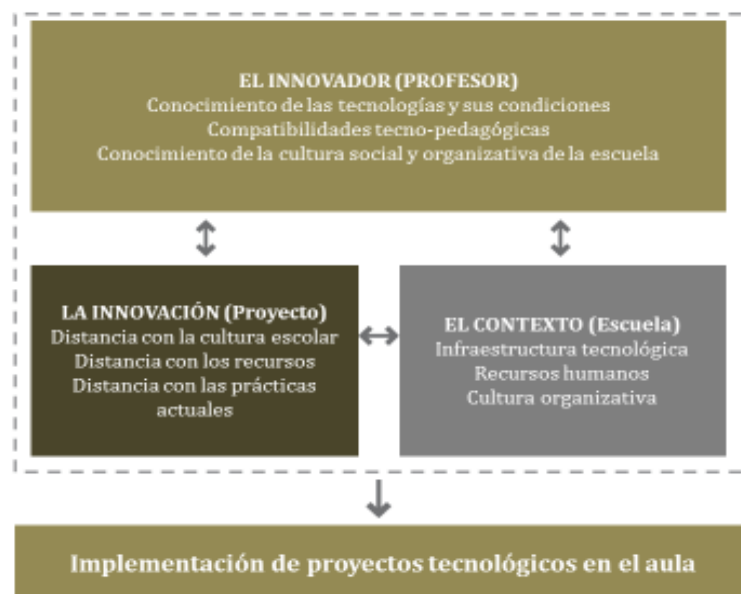 EL INNOVADOR (PROFESOR)
Conocimiento de las tecnologías y sus condiciones
Compatibilidades tecno-pedagógicas
Conocimiento de la cultura social y organizativa de la escuela
LA INNOVACIÓN (Proyecto)
Distancia con la cultura escolar
Distancia con los recursos
Distancia con las prácticas
actuales
EL CONTEXTO (Escuela)
Infraestructura tecnológica
Recursos humanos
Cultura organizativa
Implementación de proyectos tecnológicos en el aula